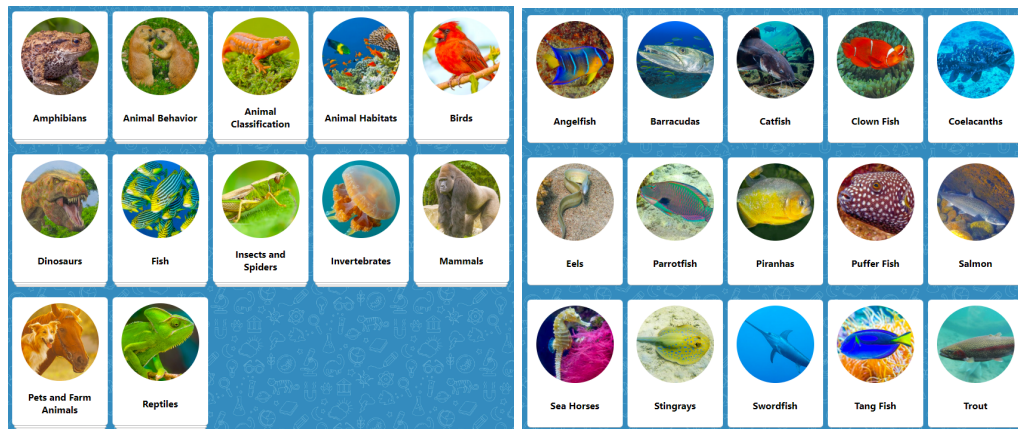 Amphibians
Animal Behavior
Animal
Classification
Animal Habitats
Birds
Dinosaurs
Fish
Insects and
Spiders
Invertebrates
Mammals
Pets and Farm
Animals
Reptiles
Angelfish
Barracudas
Catfish
Clown Fish
Coelacanths
Eels
Parrotfish
Piranhas
Puffer Fish
Salmon
Sea Horses
Stingrays
Swordfish
Tang Fish
Trout